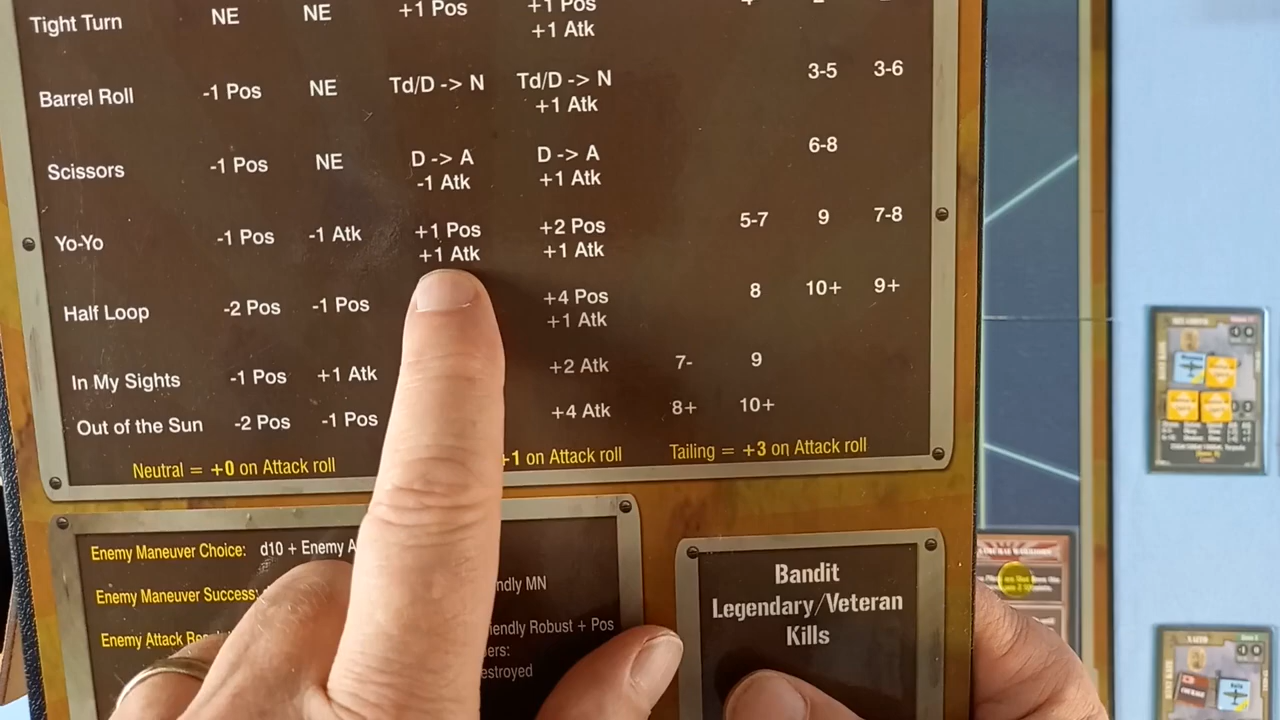 Tight Turn NE NE +1 Pos +1 Pos
+1 Atk
Barrel Roll -1 Pos NE Td/D -> N Td/D -> N 3-5 3-6
+1 Atk
Scissors -1 Pos NE D -> A D -> A 6-8
-1 Atk +1 Atk
Yo-Yo -1 Pos -1 Atk +1 Pos +2 Pos 5-7 9 7-8
+1 Atk +1 Atk
Half Loop -2 Pos -1 Pos +4 Pos 8 10+ 9+
+1 Atk
In My Sights -1 Pos +1 Atk +2 Atk 7- 9
Out of the Sun -2 Pos -1 Pos +4 Atk 8+ 10+
Neutral = +0 on Attack roll +1 on Attack roll Tailing = +3 on Attack roll
Enemy Maneuver Choice: d10 + Enemy
Enemy Maneuver Success: ndly MN
Enemy Attack iendly Robust + Pos
ers:
estroyed
Bandit
Legendary/Veteran
Kills